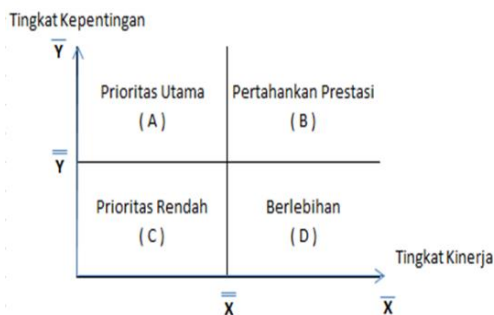 Tingkat Kepentingan
Y̅
Prioritas Utama
( A )
Pertahankan Prestasi
( B )
Y̿
Prioritas Rendah
( C )
Berlebihan
( D )
Tingkat Kinerja
X̿
X̅